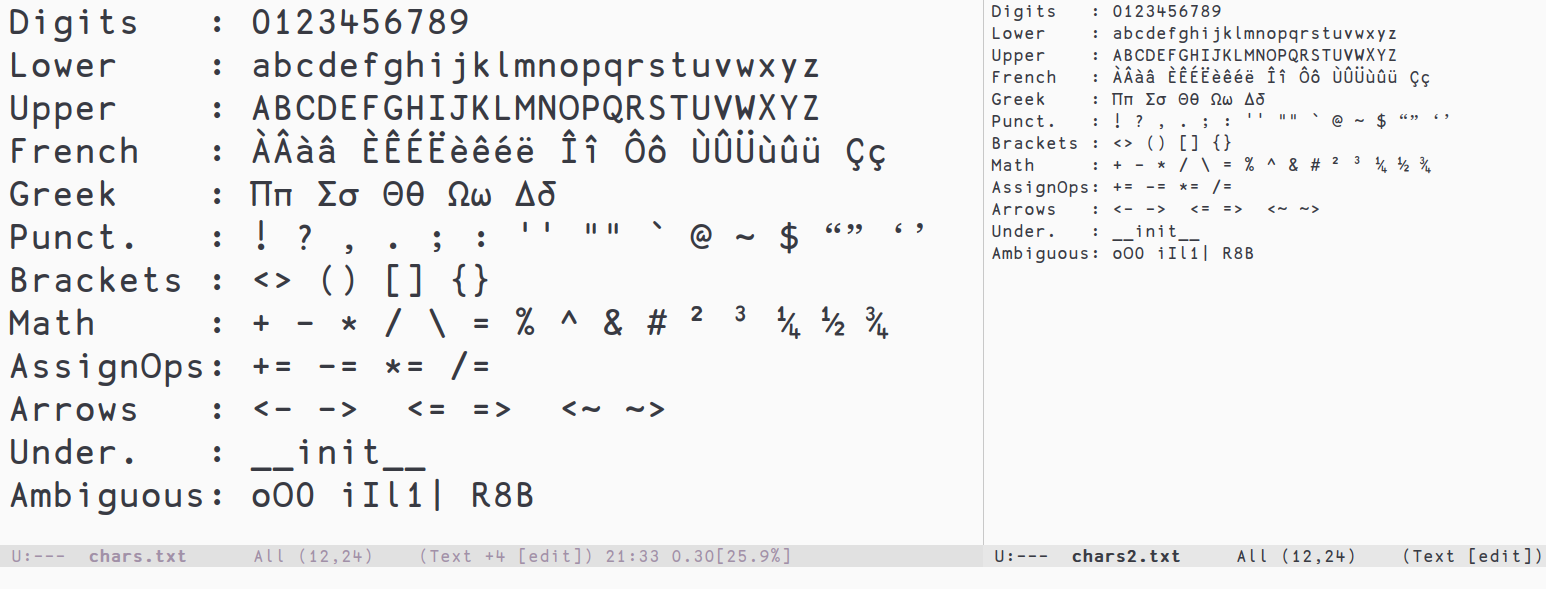 Digits   : 0123456789
Lower    : abcdefghijklmnopqrstuvwxyz
Upper    : ABCDEFGHIJKLMNOPQRSTUVWXYZ
French   : ÀÂàâ ÈÊÉËèêéë Îî Ôô ÙÛÜùûü Çç
Greek    : Ππ Σσ Θθ Ωω Δδ
Punct.   : ! ? , . ; : '' "" ` @ ~ $ “” ‘’
Brackets : <> () [] {}
Math     : + - * / \ = % ^ & # ² ³ ¼ ½ ¾
AssignOps: += -= *= /=
Arrows   : <- ->  <= =>  <~ ~>
Under.   : __init__
Ambiguous: oO0 iIl1| R8B
U:---  chars.txt      All (12,24)    (Text +4 [edit]) 21:33 0.30[25.9%]
Digits   : 0123456789
Lower    : abcdefghijklmnopqrstuvwxyz
Upper    : ABCDEFGHIJKLMNOPQRSTUVWXYZ
French   : ÀÂàâ ÈÊÉËèêéë Îî Ôô ÙÛÜùûü Çç
Greek    : Ππ Σσ Θθ Ωω Δδ
Punct.   : ! ? , . ; : '' "" ` @ ~ $ “” ‘’
Brackets : <> () [] {}
Math     : + - * / \ = % ^ & # ² ³ ¼ ½ ¾
AssignOps: += -= *= /=
Arrows   : <- ->  <= =>  <~ ~>
Under.   : __init__
Ambiguous: oO0 iIl1| R8B
U:---  chars2.txt      All (12,24)    (Text [edit])